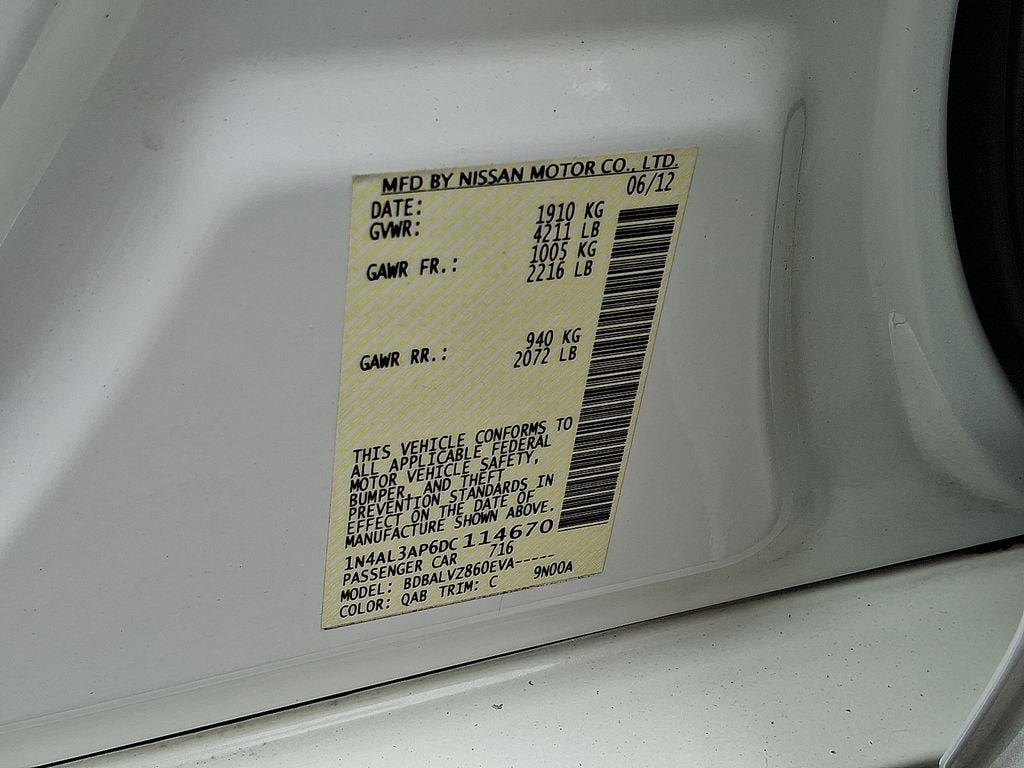 MFD BY NISSAN MOTOR CO., LTD.
DATE: 06/12
GVWR: 1910 KG
4211 LB
GAWR FR.: 1005 KG
2216 LB
GAWR RR.: 940 KG
2072 LB
THIS VEHICLE CONFORMS TO
ALL APPLICABLE FEDERAL
MOTOR VEHICLE SAFETY,
BUMPER, AND THEFT
PREVENTION STANDARDS IN
EFFECT ON THE DATE OF
MANUFACTURE SHOWN ABOVE.
1N4AL3AP6DC114670
PASSENGER CAR 716
MODEL: BDBALVZ860EVA-----
COLOR: QAB TRIM: C 9N00A